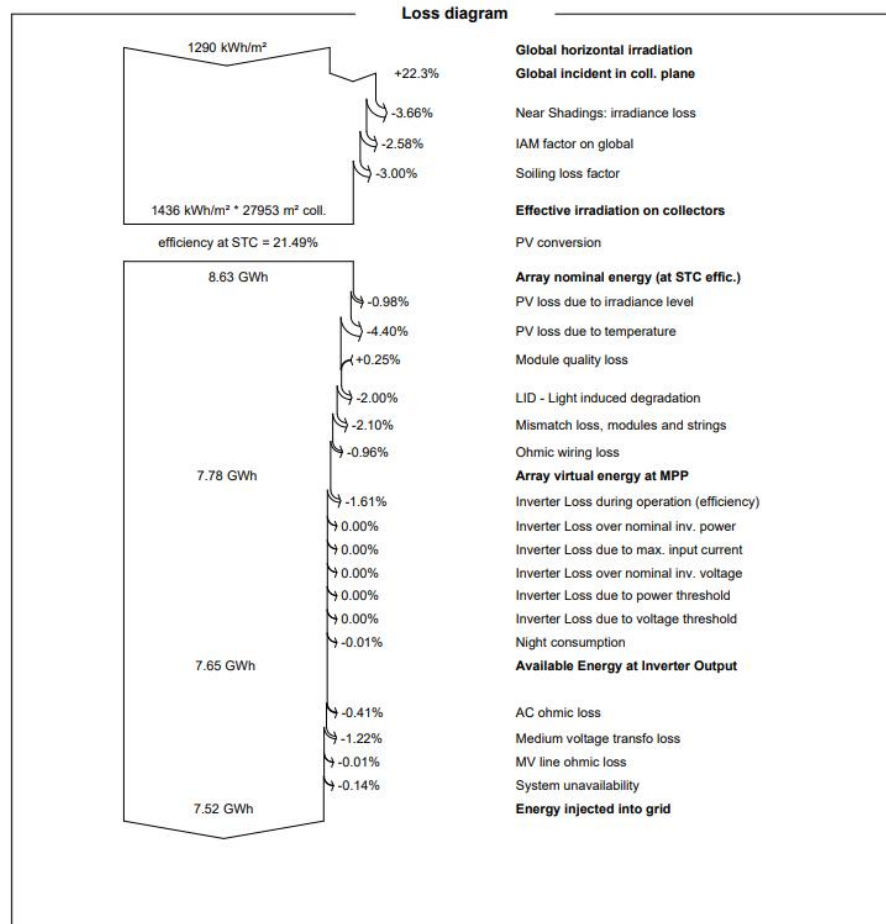 Loss diagram
1290 kWh/m² Global horizontal irradiation
+22.3% Global incident in coll. plane
-3.66% Near Shadings: irradiance loss
-2.58% IAM factor on global
-3.00% Soiling loss factor
1436 kWh/m² * 27953 m² coll. Effective irradiation on collectors
efficiency at STC = 21.49% PV conversion
8.63 GWh Array nominal energy (at STC effic.)
-0.98% PV loss due to irradiance level
-4.40% PV loss due to temperature
+0.25% Module quality loss
-2.00% LID - Light induced degradation
-2.10% Mismatch loss, modules and strings
-0.96% Ohmic wiring loss
7.78 GWh Array virtual energy at MPP
-1.61% Inverter Loss during operation (efficiency)
0.00% Inverter Loss over nominal inv. power
0.00% Inverter Loss due to max. input current
0.00% Inverter Loss over nominal inv. voltage
0.00% Inverter Loss due to power threshold
0.00% Inverter Loss due to voltage threshold
-0.01% Night consumption
7.65 GWh Available Energy at Inverter Output
-0.41% AC ohmic loss
-1.22% Medium voltage transfo loss
-0.01% MV line ohmic loss
-0.14% System unavailability
7.52 GWh Energy injected into grid